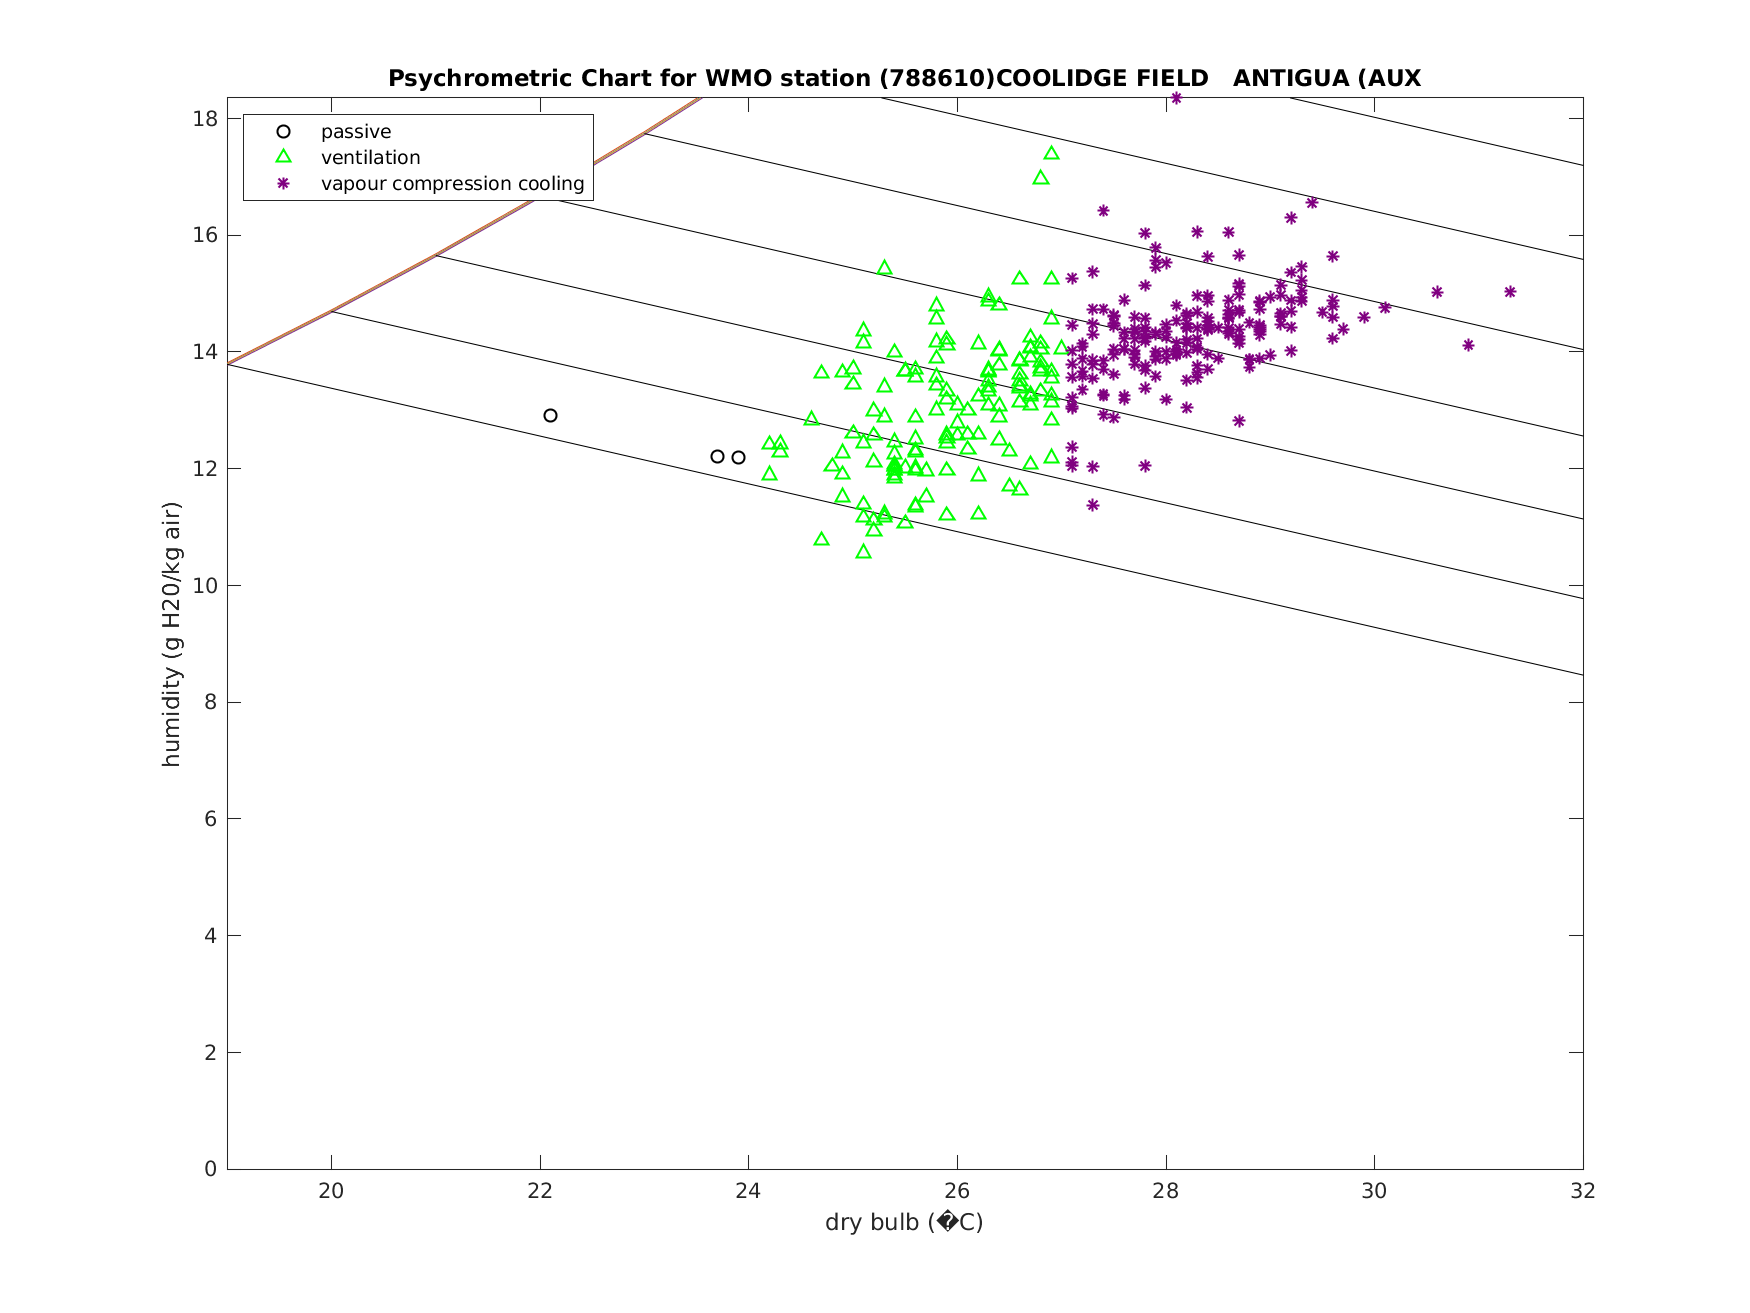 Psychrometric Chart for WMO station (788610)COOLIDGE FIELD   ANTIGUA (AUX
passive
ventilation
vapour compression cooling
humidity (g H20/kg air)
18
16
14
12
10
8
6
4
2
0
20 22 24 26 28 30 32
dry bulb (�C)